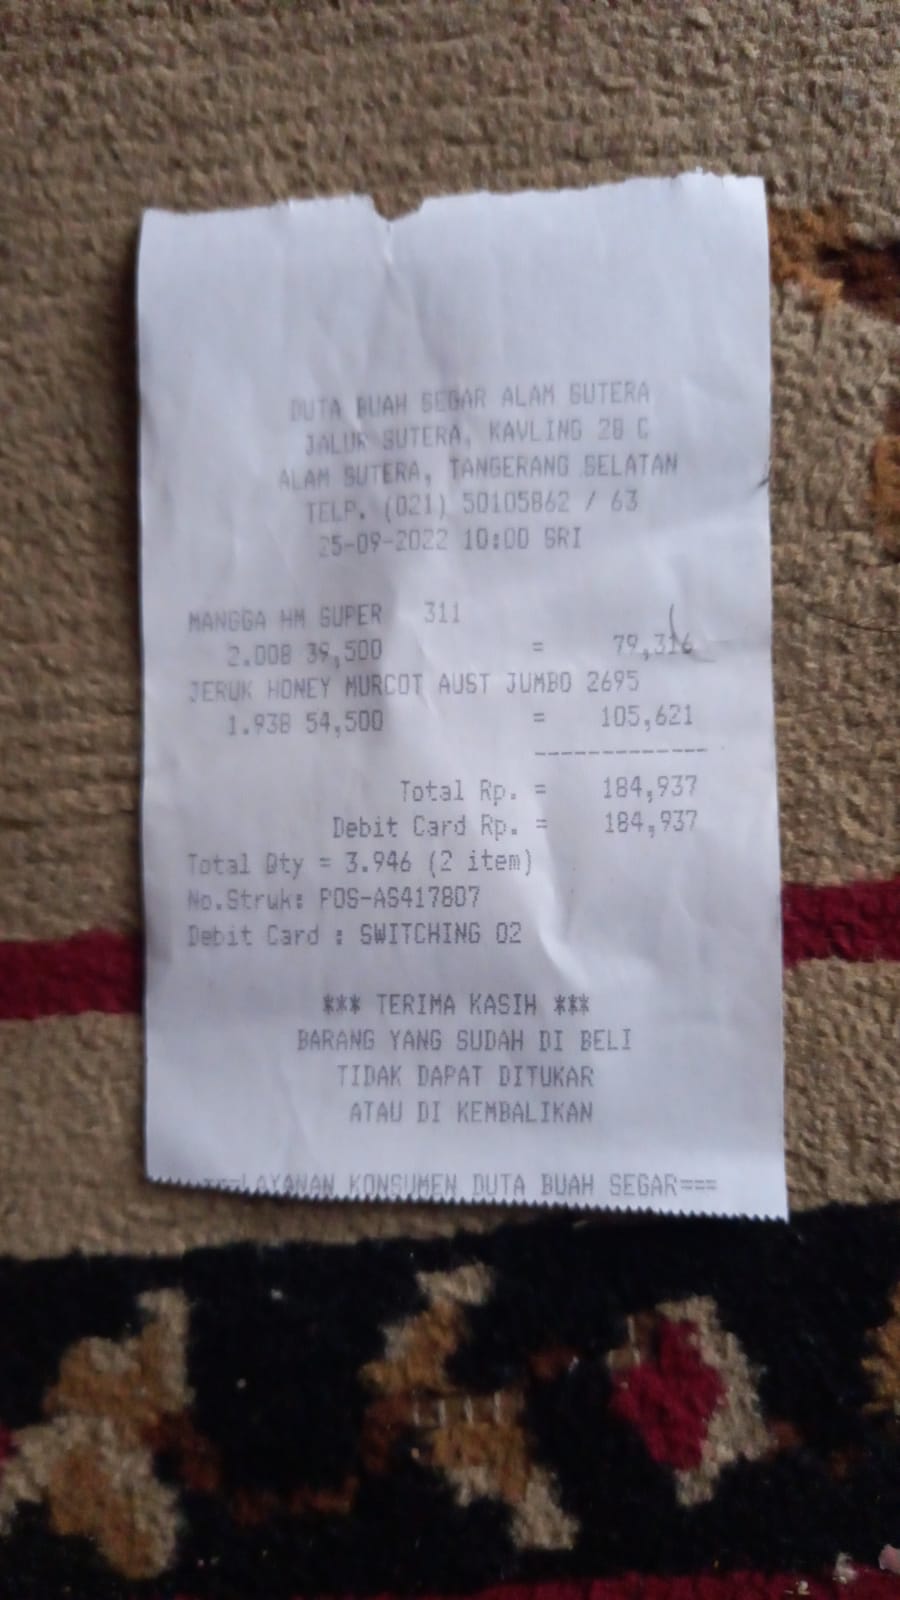 DUTA BUAH SEGAR ALAM SUTERA
JALUR SUTERA, KAVLING 28 C
ALAM SUTERA, TANGERANG SELATAN
TELP. (021) 50105862 / 63
25-09-2022 10:00 SRI
MANGGA HM SUPER 311
2.008 39,500 = 79,316
JERUK HONEY MURCOT AUST JUMBO 2695
1.938 54,500 = 105,621
-------------
Total Rp. = 184,937
Debit Card Rp. = 184,937
Total Qty = 3.946 (2 item)
No.Struk: POS-AS417807
Debit Card : SWITCHING 02
*** TERIMA KASIH ***
BARANG YANG SUDAH DI BELI
TIDAK DAPAT DITUKAR
ATAU DI KEMBALIKAN
===LAYANAN KONSUMEN DUTA BUAH SEGAR===